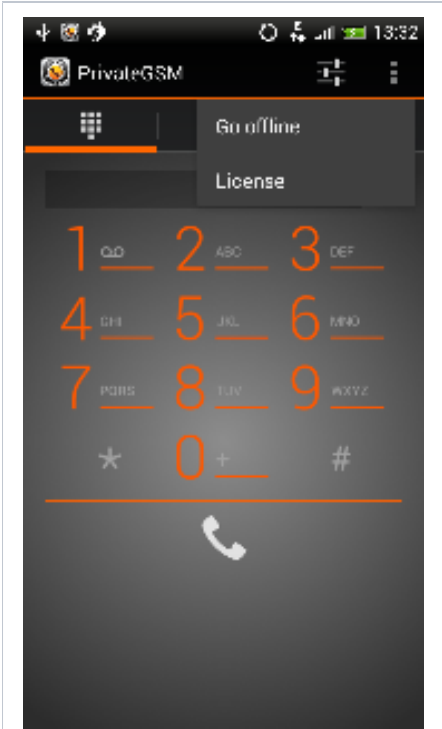 13:32
PrivateGSM
Go offline
License
1 2 ABC 3 DEF
4 GHI 5 JKL 6 MNO
7 PQRS 8 TUV 9 WXYZ
* 0 + #